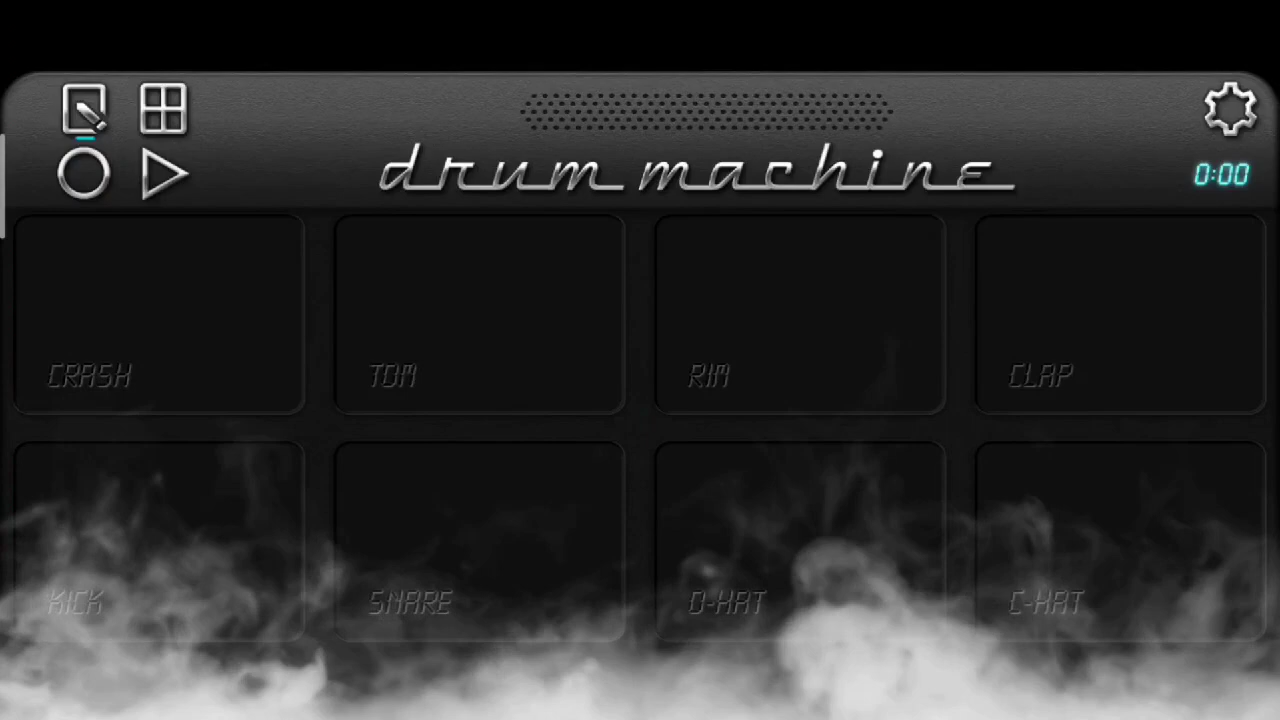 drum machine
0:00
CRASH
TOM
RIM
CLAP
KICK
SNARE
O-HAT
C-HAT